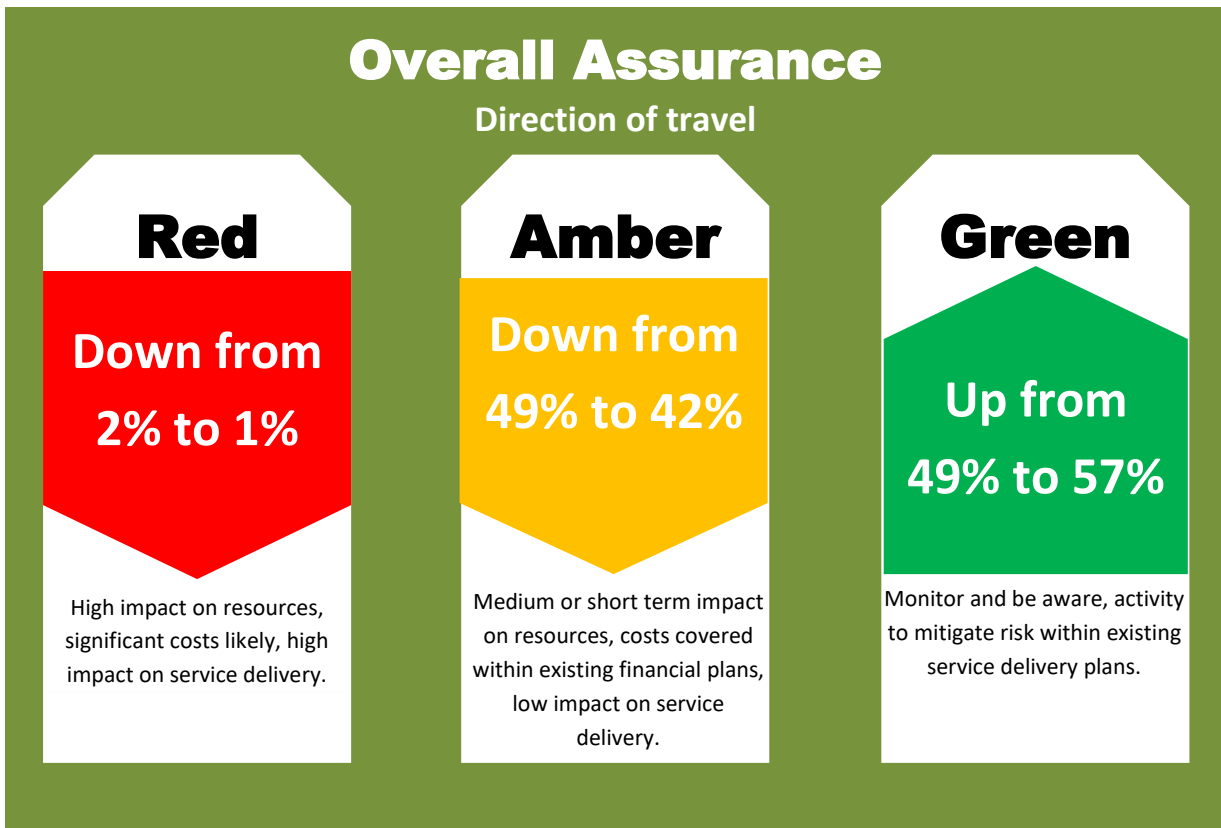 Overall Assurance
Direction of travel
Red
Down from
2% to 1%
High impact on resources,
significant costs likely, high
impact on service delivery.
Amber
Down from
49% to 42%
Medium or short term impact
on resources, costs covered
within existing financial plans,
low impact on service
delivery.
Green
Up from
49% to 57%
Monitor and be aware, activity
to mitigate risk within existing
service delivery plans.